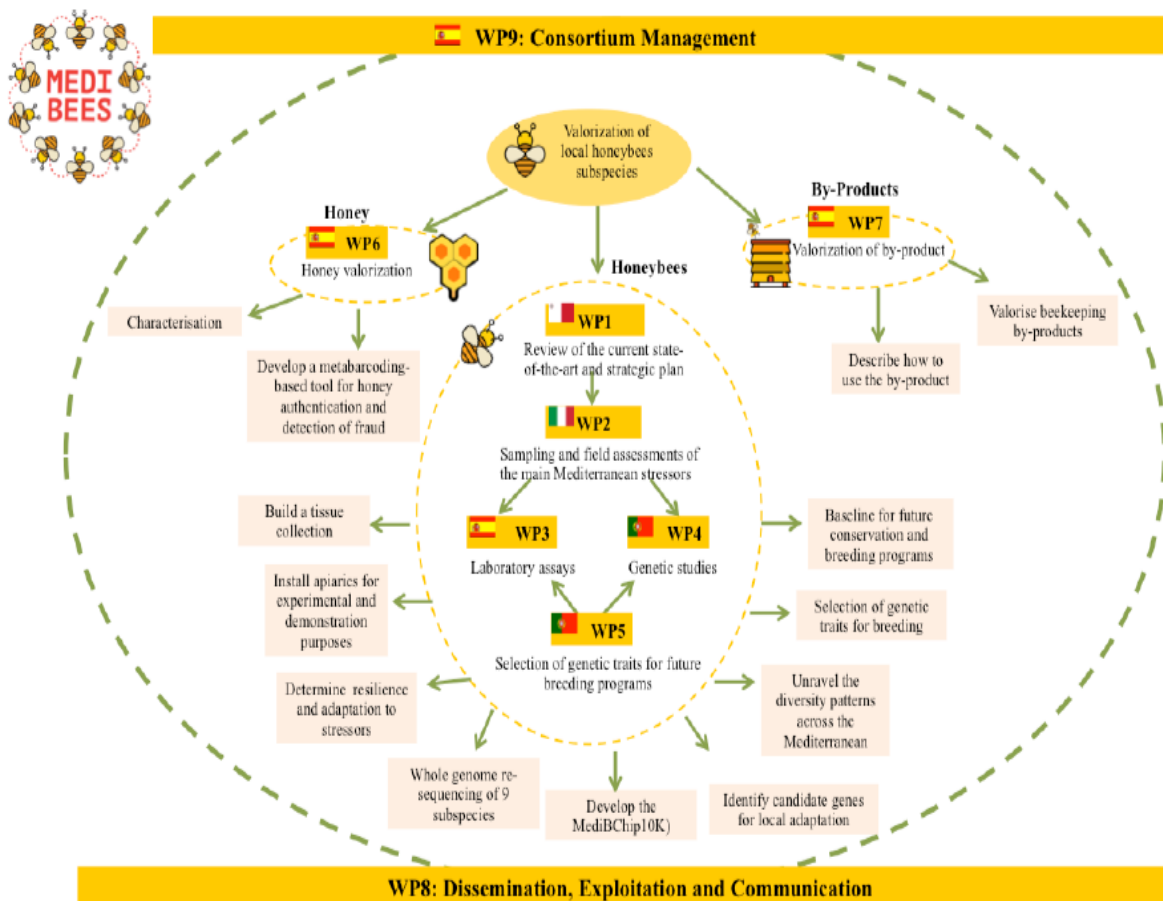 WP9: Consortium Management
MEDI
BEES
Valorization of
local honeybees
subspecies
Honey
WP6
Honey valorization
By-Products
WP7
Valorization of by-product
Honeybees
Characterisation
Develop a metabarcoding-
based tool for honey
authentication and
detection of fraud
Valorise beekeeping
by-products
Describe how to
use the by-product
WP1
Review of the current state-
of-the-art and strategic plan
WP2
Sampling and field assessments of
the main Mediterranean stressors
WP3
Laboratory assays
WP4
Genetic studies
WP5
Selection of genetic traits for future
breeding programs
Build a tissue
collection
Install apiaries for
experimental and
demonstration
purposes
Determine resilience
and adaptation to
stressors
Whole genome re-
sequencing of 9
subspecies
Develop the
MediBChip10K)
Identify candidate genes
for local adaptation
Unravel the
diversity patterns
across the
Mediterranean
Selection of genetic
traits for breeding
Baseline for future
conservation and
breeding programs
WP8: Dissemination, Exploitation and Communication